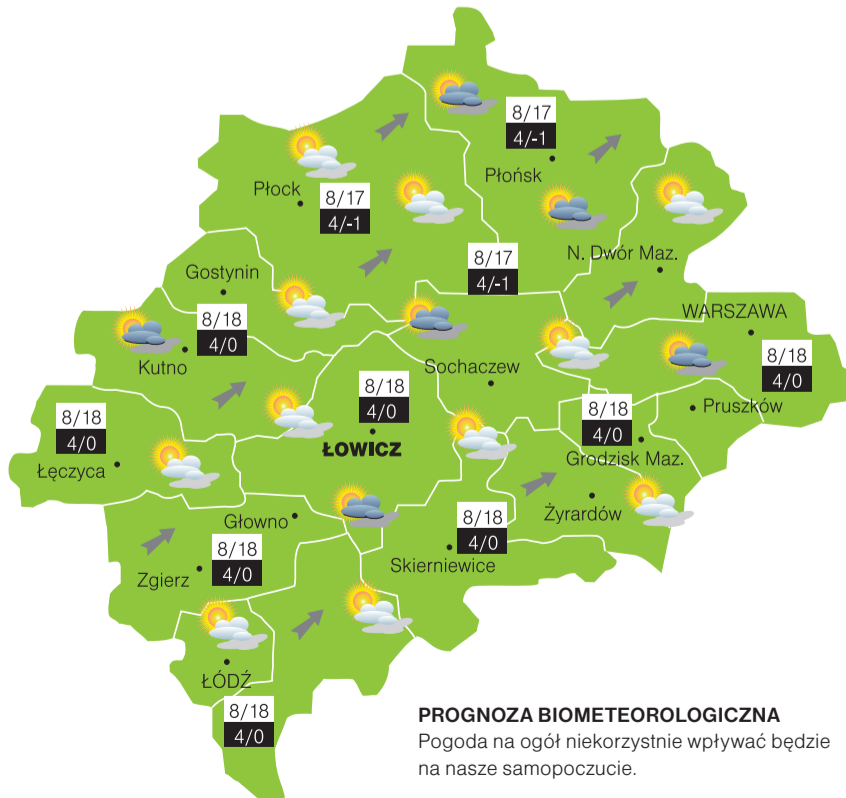 8/17
4/-1
Płońsk
Płock
8/17
4/-1
8/17
4/-1
N. Dwór Maz.
Gostynin
8/18
4/0
Kutno
WARSZAWA
8/18
4/0
Sochaczew
8/18
4/0
ŁOWICZ
8/18
4/0
Pruszków
Grodzisk Maz.
8/18
4/0
Łęczyca
Żyrardów
Głowno
8/18
4/0
Skierniewice
8/18
4/0
Zgierz
ŁÓDŹ
8/18
4/0
PROGNOZA BIOMETEOROLOGICZNA
Pogoda na ogół niekorzystnie wpływać będzie
na nasze samopoczucie.